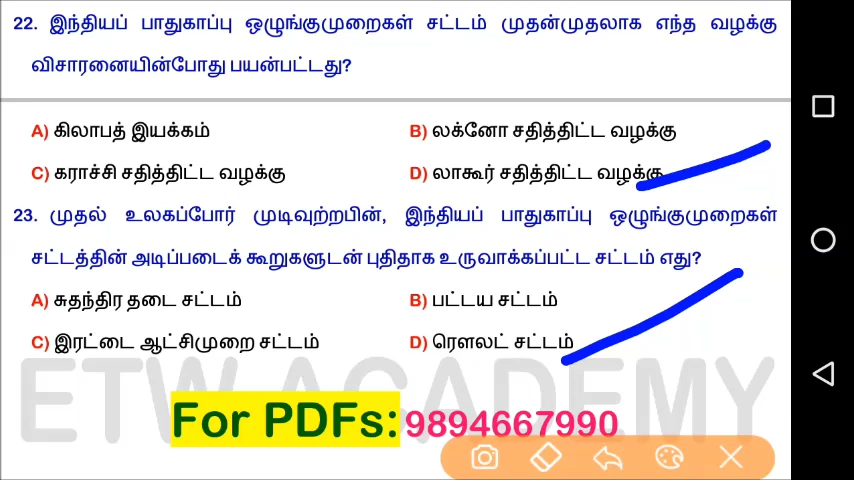 22. இந்தியப் பாதுகாப்பு ஒழுங்குமுறைகள் சட்டம் முதன்முதலாக எந்த வழக்கு
விசாரனையின்போது பயன்பட்டது?
A) கிலாபத் இயக்கம் B) லக்னோ சதித்திட்ட வழக்கு
C) கராச்சி சதித்திட்ட வழக்கு D) லாகூர் சதித்திட்ட வழக்கு
23. முதல் உலகப்போர் முடிவுற்றபின், இந்தியப் பாதுகாப்பு ஒழுங்குமுறைகள்
சட்டத்தின் அடிப்படைக் கூறுகளுடன் புதிதாக உருவாக்கப்பட்ட சட்டம் எது?
A) சுதந்திர தடை சட்டம் B) பட்டய சட்டம்
C) இரட்டை ஆட்சிமுறை சட்டம் D) ரௌலட் சட்டம்
ETW ACADEMY
For PDFs: 9894667990